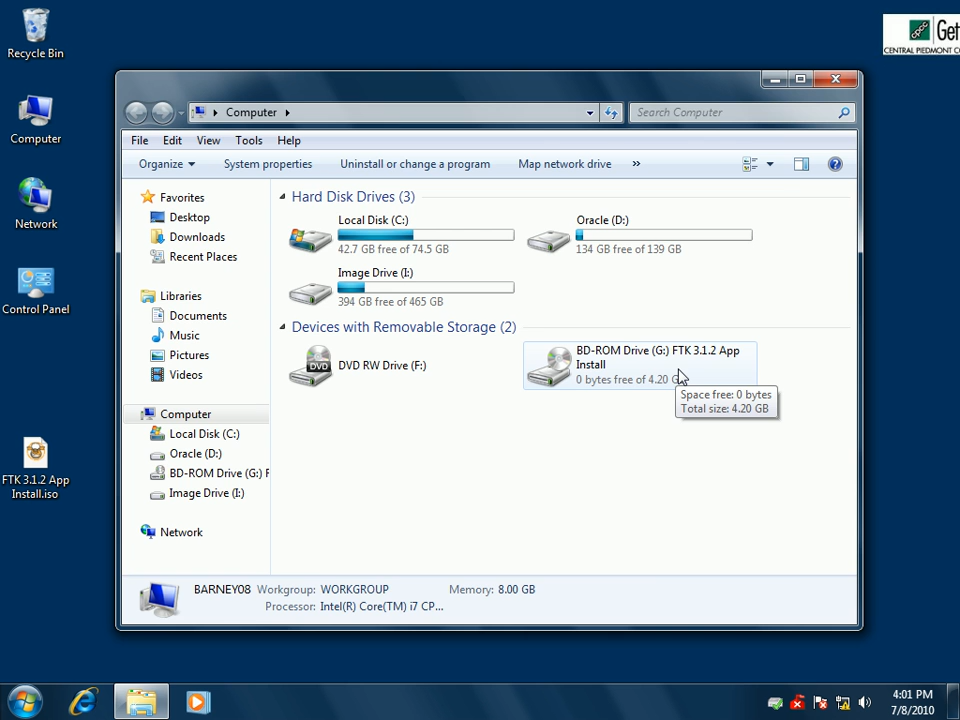 Recycle Bin
Computer
Network
Control Panel
FTK 3.1.2 App
Install.iso
Get
CENTRAL PIEDMONT CO
Computer
Search Computer
File Edit View Tools Help
Organize System properties Uninstall or change a program Map network drive »
Favorites
Desktop
Downloads
Recent Places
Libraries
Documents
Music
Pictures
Videos
Computer
Local Disk (C:)
Oracle (D:)
BD-ROM Drive (G:) F
Image Drive (I:)
Network
Hard Disk Drives (3)
Local Disk (C:)
42.7 GB free of 74.5 GB
Oracle (D:)
134 GB free of 139 GB
Image Drive (I:)
394 GB free of 465 GB
Devices with Removable Storage (2)
DVD
DVD RW Drive (F:)
BD-ROM Drive (G:) FTK 3.1.2 App
Install
0 bytes free of 4.20 G
Space free: 0 bytes
Total size: 4.20 GB
BARNEY08 Workgroup: WORKGROUP Memory: 8.00 GB
Processor: Intel(R) Core(TM) i7 CP...
4:01 PM
7/8/2010